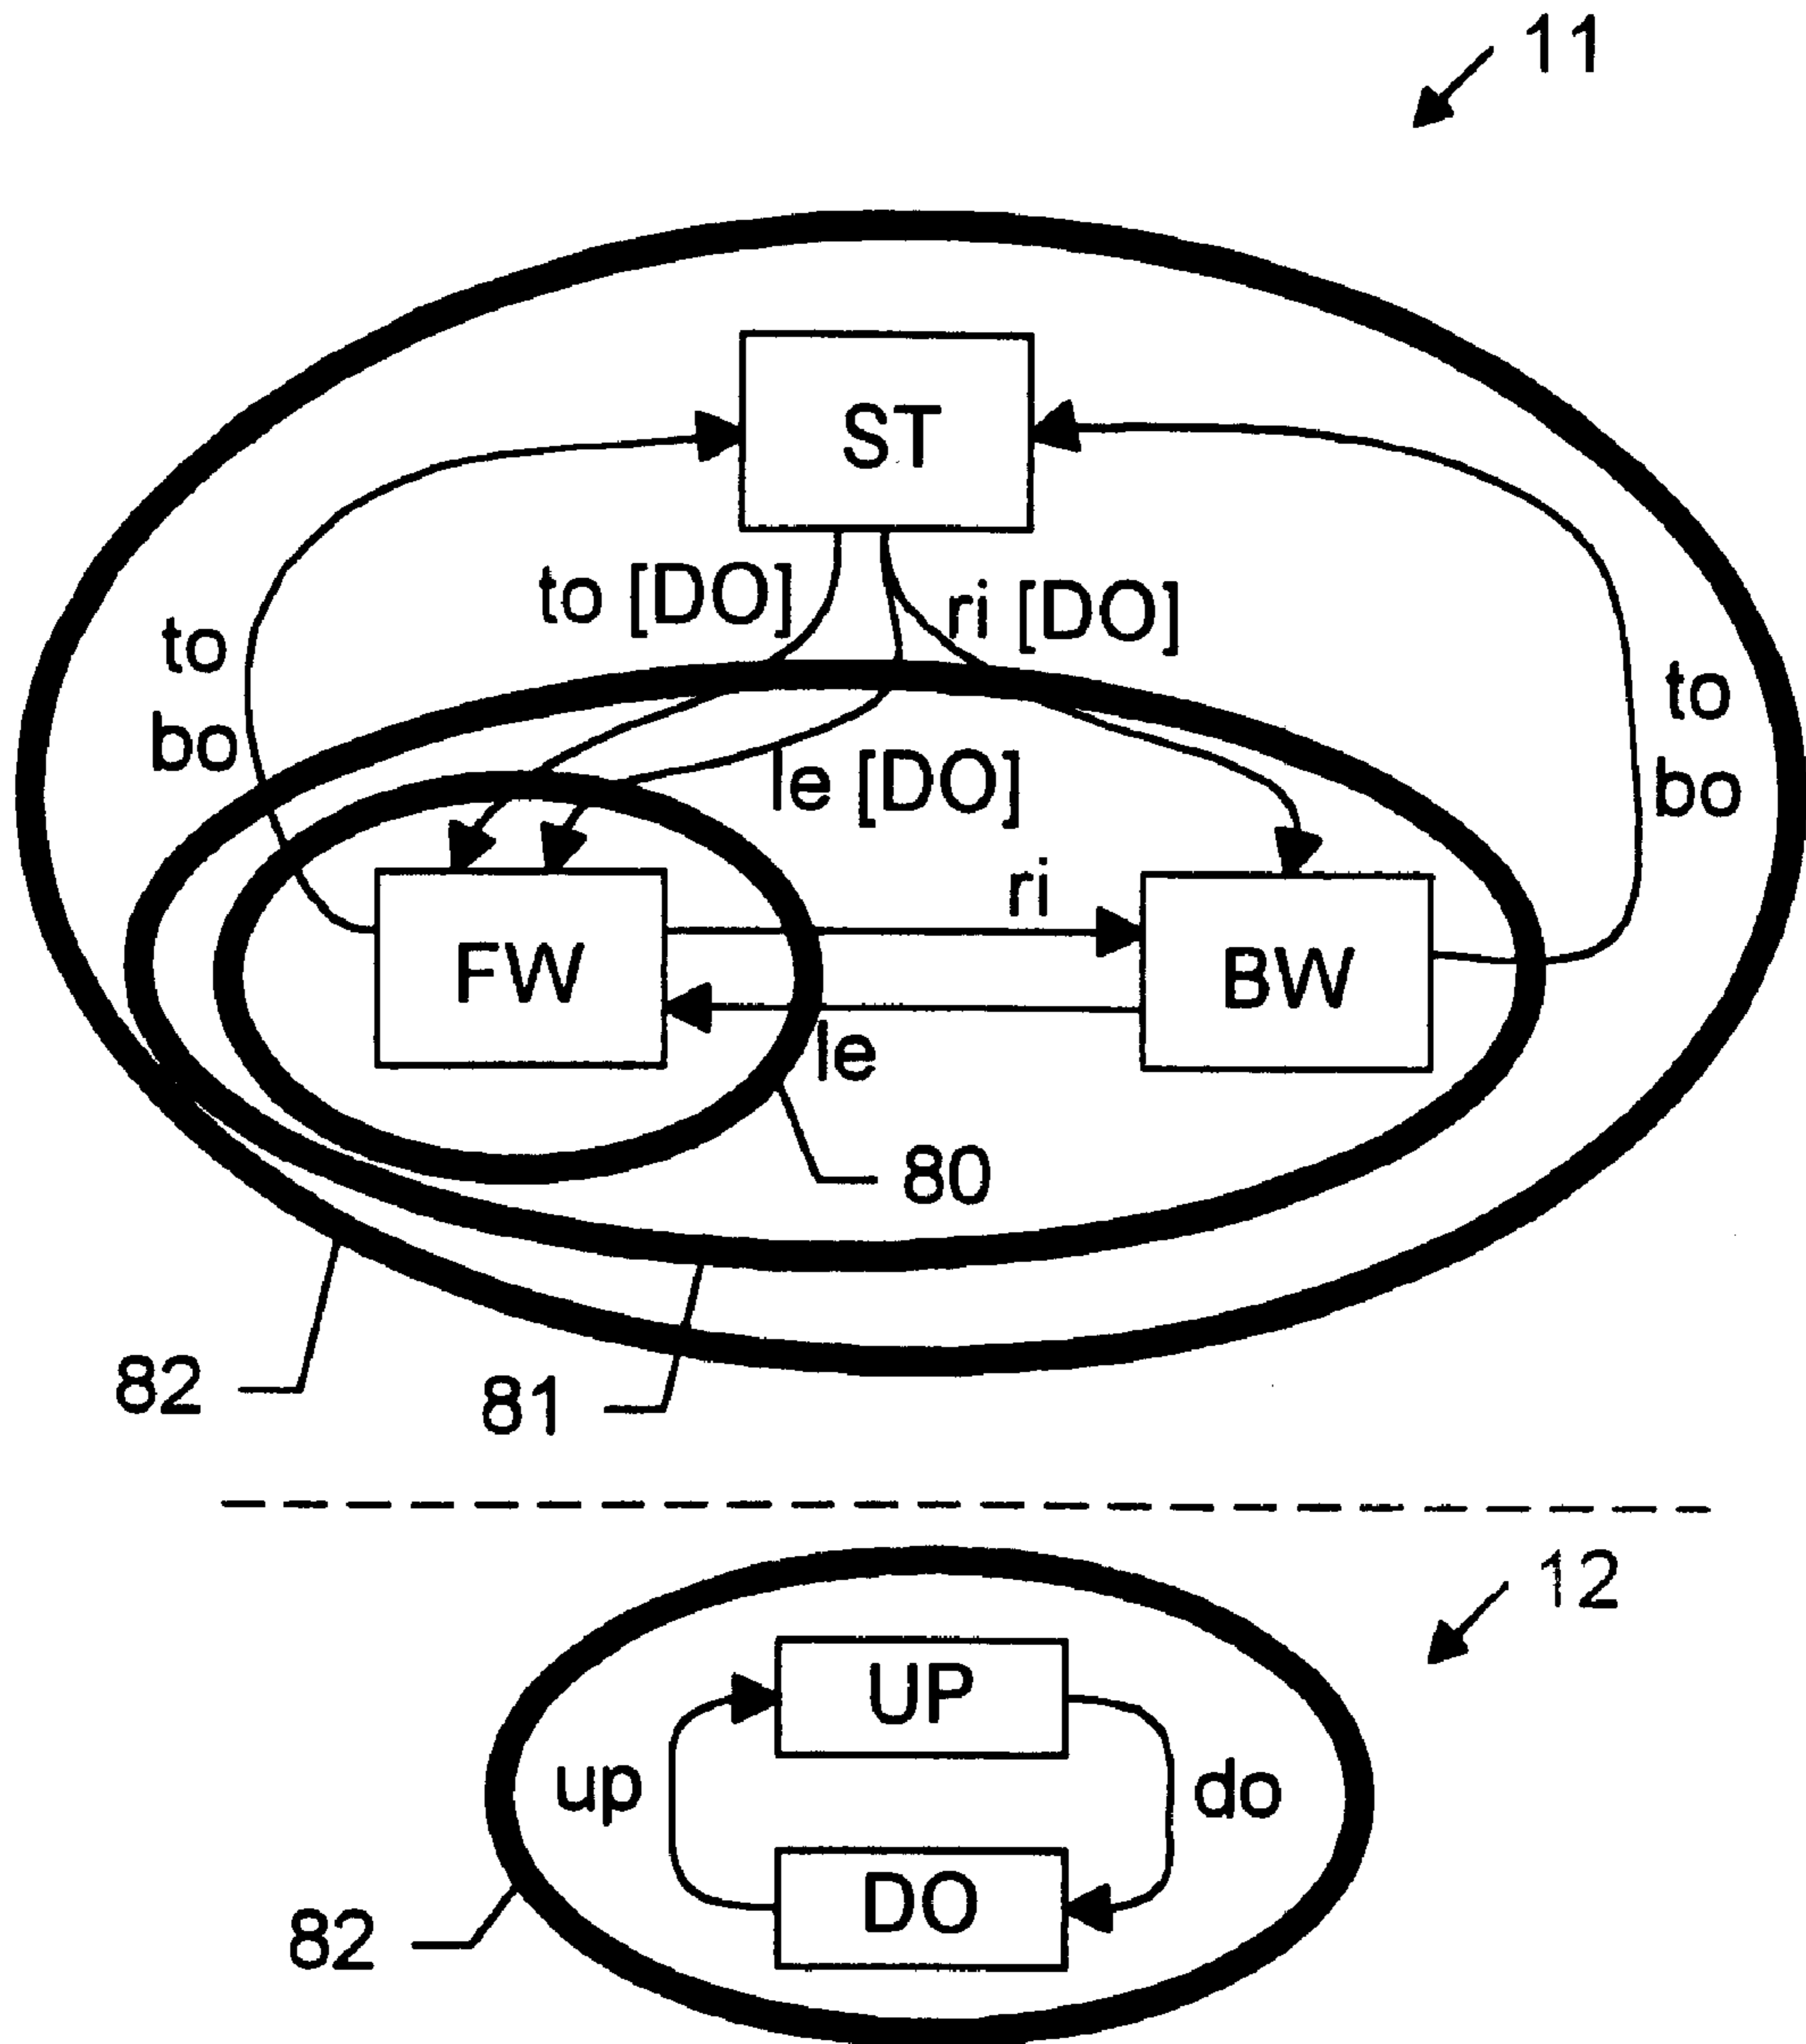 11
ST
to [DO]
ri [DO]
to
bo
to
bo
le [DO]
ri
FW
BW
le
80
82
81
12
UP
up
do
DO
82